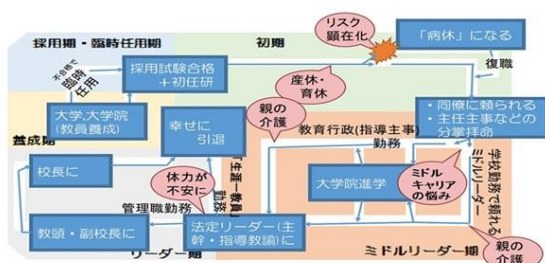 採用期・臨時任用期
初期
リスク
顕在化
「病休」になる
復職
不合格で
臨時
任用
採用試験合格
+初任研
産休・
育休
大学,大学院
(教員養成)
養成期
幸せに
引退
親の
介護
教育行政(指導主事)
勤務
・同僚に頼られる
・主任主事などの
分掌拝命
校長に
「生涯一教員」
勤務
体力が
不安に
大学院進学
ミドル
キャリア
の悩み
学校勤務で頼れる
ミドルリーダー
管理職勤務
教頭・副校長に
法定リーダー(主
幹・指導教諭)に
リーダー期
ミドルリーダー期
親の
介護